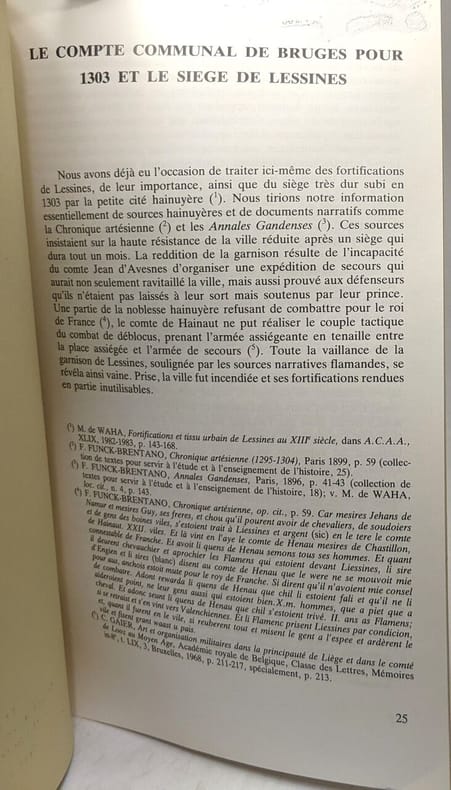 LE COMPTE COMMUNAL DE BRUGES POUR
1303 ET LE SIEGE DE LESSINES
Nous avons déjà eu l'occasion de traiter ici-même des fortifications
de Lessines, de leur importance, ainsi que du siège très dur subi en
1303 par la petite cité hainuyère (¹). Nous tirions notre information
essentiellement de sources hainuyères et de documents narratifs comme
la Chronique artésienne (²) et les Annales Gandenses (³). Ces sources
insistaient sur la haute résistance de la ville réduite après un siège qui
dura tout un mois. La reddition de la garnison résulte de l'incapacité
du comte Jean d'Avesnes d'organiser une expédition de secours qui
aurait non seulement ravitaillé la ville, mais aussi prouvé aux défenseurs
qu'ils n'étaient pas laissés à leur sort mais soutenus par leur prince.
Une partie de la noblesse hainuyère refusant de combattre pour le roi
de France (⁴), le comte de Hainaut ne put réaliser le couple tactique
du combat de déblocus, prenant l'armée assiégeante en tenaille entre
la place assiégée et l'armée de secours (⁵). Toute la vaillance de la
garnison de Lessines, soulignée par les sources narratives flamandes, se
révéla ainsi vaine. Prise, la ville fut incendiée et ses fortifications rendues
en partie inutilisables.
(¹) M. de WAHA, Fortifications et tissu urbain de Lessines au XIIIᵉ siècle, dans A.C.A.A.,
XLIX, 1982-1983, p. 143-168.
(²) F. FUNCK-BRENTANO, Chronique artésienne (1295-1304), Paris 1899, p. 59 (collec-
tion de textes pour servir à l'étude et à l'enseignement de l'histoire, 25).
(³) F. FUNCK-BRENTANO, Annales Gandenses, Paris, 1896, p. 41-43 (collection de
textes pour servir à l'étude et à l'enseignement de l'histoire, 18); v. M. de WAHA,
loc. cit., n. 4, p. 143.
(⁴) F. FUNCK-BRENTANO, Chronique artésienne, op. cit., p. 59. Car mesires Jehans de
Namur et mesires Guy, ses freres, et chou qu'il pourent avoir de chevaliers, de soudoiers
et de gens des boines viles, s'estoient trait à Liessines et argent (sic) en le tere le comte
de Hainaut. XXII. viles. Et là vint en l'aye le comte de Henau mesires de Chastillon,
connestable de Franche. Et avoit li quens de Henau semons tous ses hommes. Et quant
il deurent chevauchier et aprochier les Flamens qui estoient devant Liessines, li sire
d'Engien et li sires (blanc) disent au comte de Henau que le were ne se mouvoit mie
pour aus, anchois estoit mute pour le roy de Franche. Si dirent qu'il n'avoient mie consel
de combatre. Adont rewarda li quens de Henau que chil li estoient fali et qu'il ne li
aideroient point, ne leur gens aussi qui estoient bien.X.m. hommes, que a piet que a
cheval. Et adonc seurt li quens de Henau que chil s'estoient trivé. II. ans as Flamens;
si se retraist et s'en vint vers Valenchiennes. Et li Flamenc prisent Liessines par condicion,
et, quant il furent en le vile, si reuberent tout et misent le gent a l'espee et ardèrent le
vile et fisent grant waast u pais.
(⁵) C. GAIER, Art et organisation militaires dans la principauté de Liège et dans le comté
de Looz au Moyen Age, Académie royale de Belgique, Classe des Lettres, Mémoires
in-8º, t. LIX, 3, Bruxelles, 1968, p. 211-217, spécialement, p. 213.
25